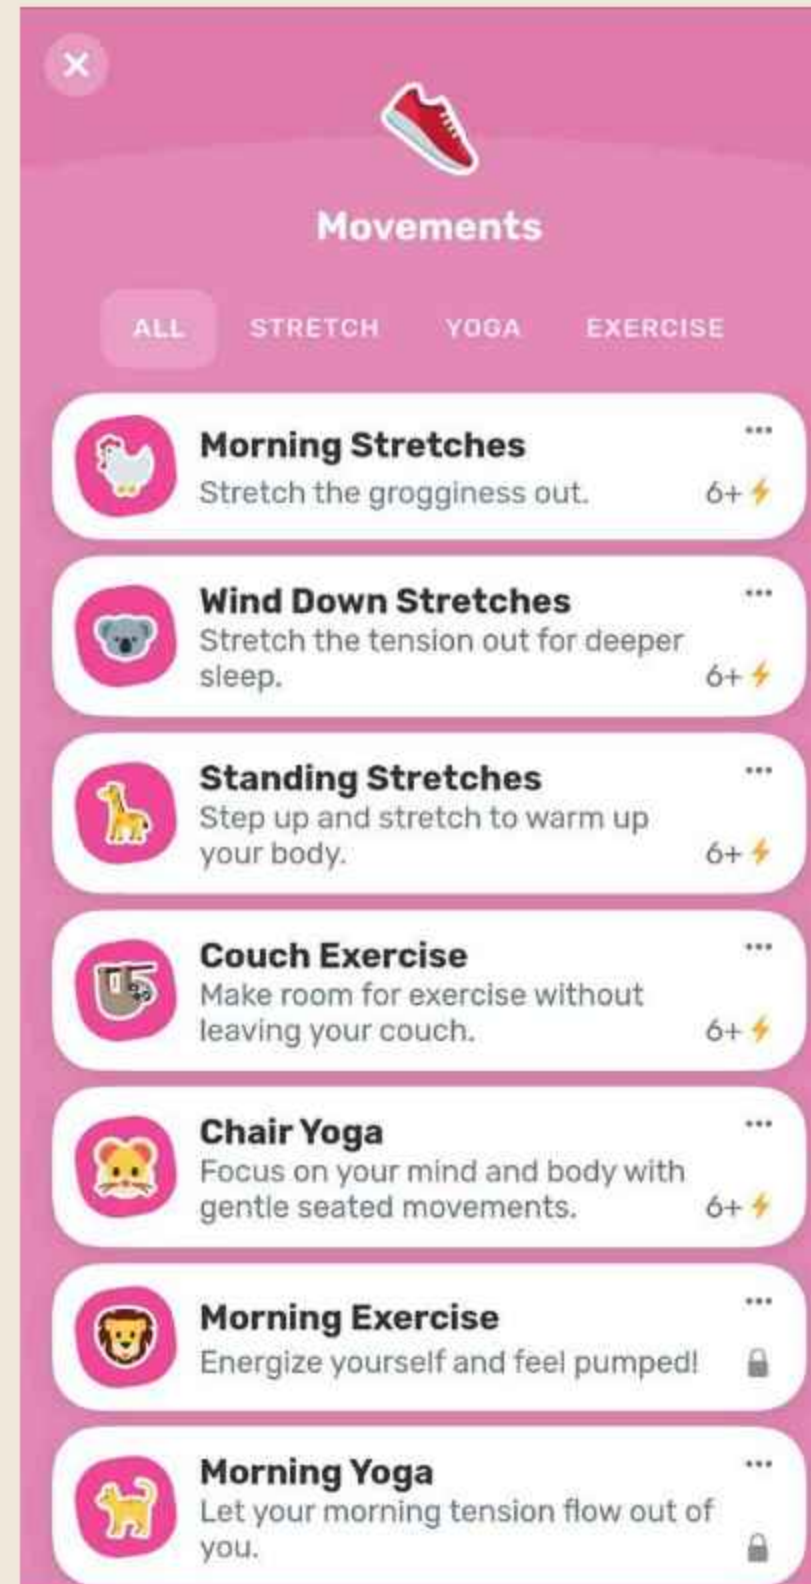 Movements
ALL STRETCH YOGA EXERCISE
Morning Stretches
Stretch the grogginess out.
6+
Wind Down Stretches
Stretch the tension out for deeper
sleep.
6+
Standing Stretches
Step up and stretch to warm up
your body.
6+
Couch Exercise
Make room for exercise without
leaving your couch.
6+
Chair Yoga
Focus on your mind and body with
gentle seated movements.
6+
Morning Exercise
Energize yourself and feel pumped!
Morning Yoga
Let your morning tension flow out of
you.